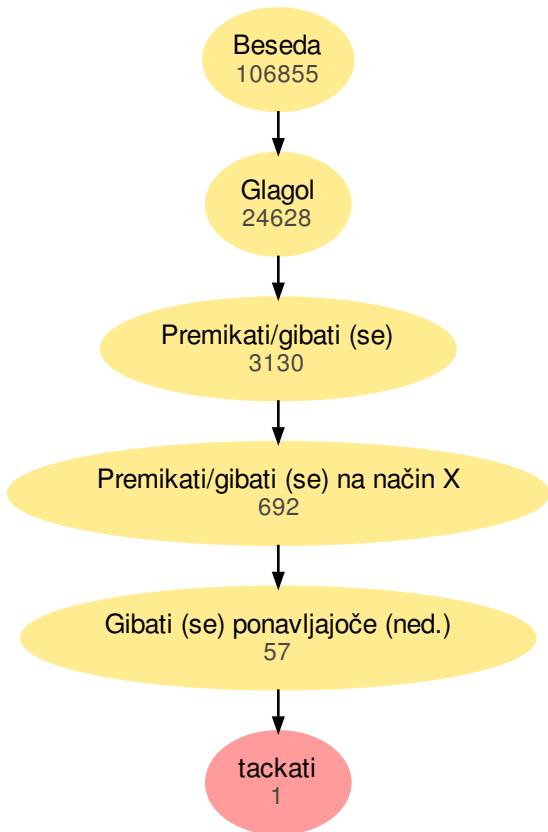 Beseda
106855
Glagol
24628
Premikati/gibati (se)
3130
Premikati/gibati (se) na način X
692
Gibati (se) ponavljajoče (ned.)
57
tackati
1